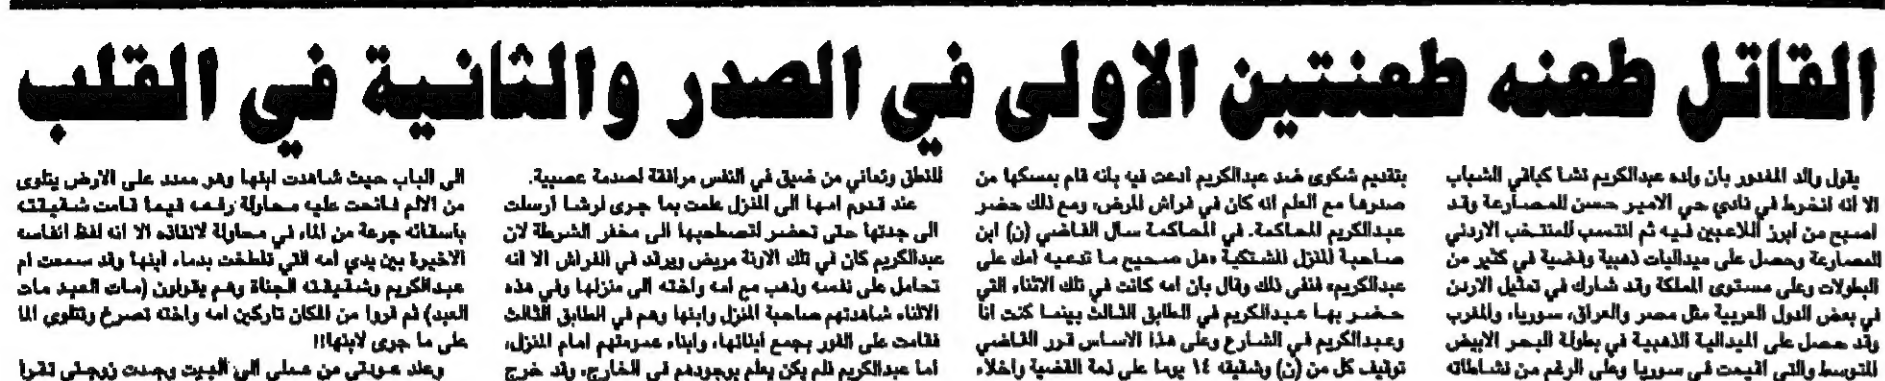 القاتل طعنه طعنتين الاولى في الصدر والثانية في القلب
يقول والد المغدور بان ولده عبدالكريم نشا كباقي الشباب
الا انه انخرط في نادي حي الامير حسن للمصارعة وقد
اصبح من ابرز اللاعبين فيه ثم انتسب للمنتخب الاردني
للمصارعة وحصل على ميداليات ذهبية وفضية في كثير من
البطولات وعلى مستوى المملكة وقد شارك في تمثيل الاردن
في بعض الدول العربية مثل مصر والعراق، سوريا، والمغرب
وقد حصل على الميدالية الذهبية في بطولة البحر الابيض
المتوسط والتي اقيمت في سوريا وعلى الرغم من نشاطاته
بتقديم شكوى ضد عبدالكريم ادعت فيه بانه قام بمسكها من
صدرها مع العلم انه كان في فراش المرض، ومع ذلك حضر
عبدالكريم المحاكمة. في المحاكمة سال القاضي (ن) ابن
صاحبة المنزل المشتكية «هل صحيح ما تدعيه امك على
عبدالكريم» فنفى ذلك وقال بان امه كانت في تلك الاثناء التي
حضر بها عبدالكريم في الطابق الثالث بينما كنت انا
وعبدالكريم في الشارع وعلى هذا الاساس قرر القاضي
توقيف كل من (ن) وشقيقه ١٤ يوما على ذمة القضية واخلاء
للنطق وتعاني من ضيق في النفس مرافقة لصدمة عصبية.
عند قدوم امها الى المنزل علمت بما جرى لرشا ارسلت
الى جدتها حتى تحضر لتصطحبها الى مخفر الشرطة لان
عبدالكريم كان في تلك الاونة مريض ويرقد في الفراش الا انه
تحامل على نفسه وذهب مع امه واخته الى منزلها وفي هذه
الاثناء شاهدتهم صاحبة المنزل وابنها وهم في الطابق الثالث
فقامت على الفور بجمع ابنائها، وابناء عمومتهم امام المنزل،
أما عبدالكريم فلم يكن يعلم بوجودهم في الخارج، وقد خرج
الى الباب حيث شاهدت ابنها وهو ممدد على الارض يتلوى
من الالم فانحت عليه محاولة رفعه فيما قامت شقيقته
باسقائه جرعة من الماء في محاولة لانقاذه الا انه لفظ انفاسه
الاخيرة بين يدي امه التي تلطخت بدماء ابنها وقد سمعت ام
عبدالكريم وشقيقته الجناة وهم يقولون (مات العبد مات
العبد) ثم فروا من المكان تاركين امه واخته تصرخ وتتلوى الما
على ما جرى لابنها!!
وعند عودتي من عملي الى البيت وجدت زوجتي تقرا